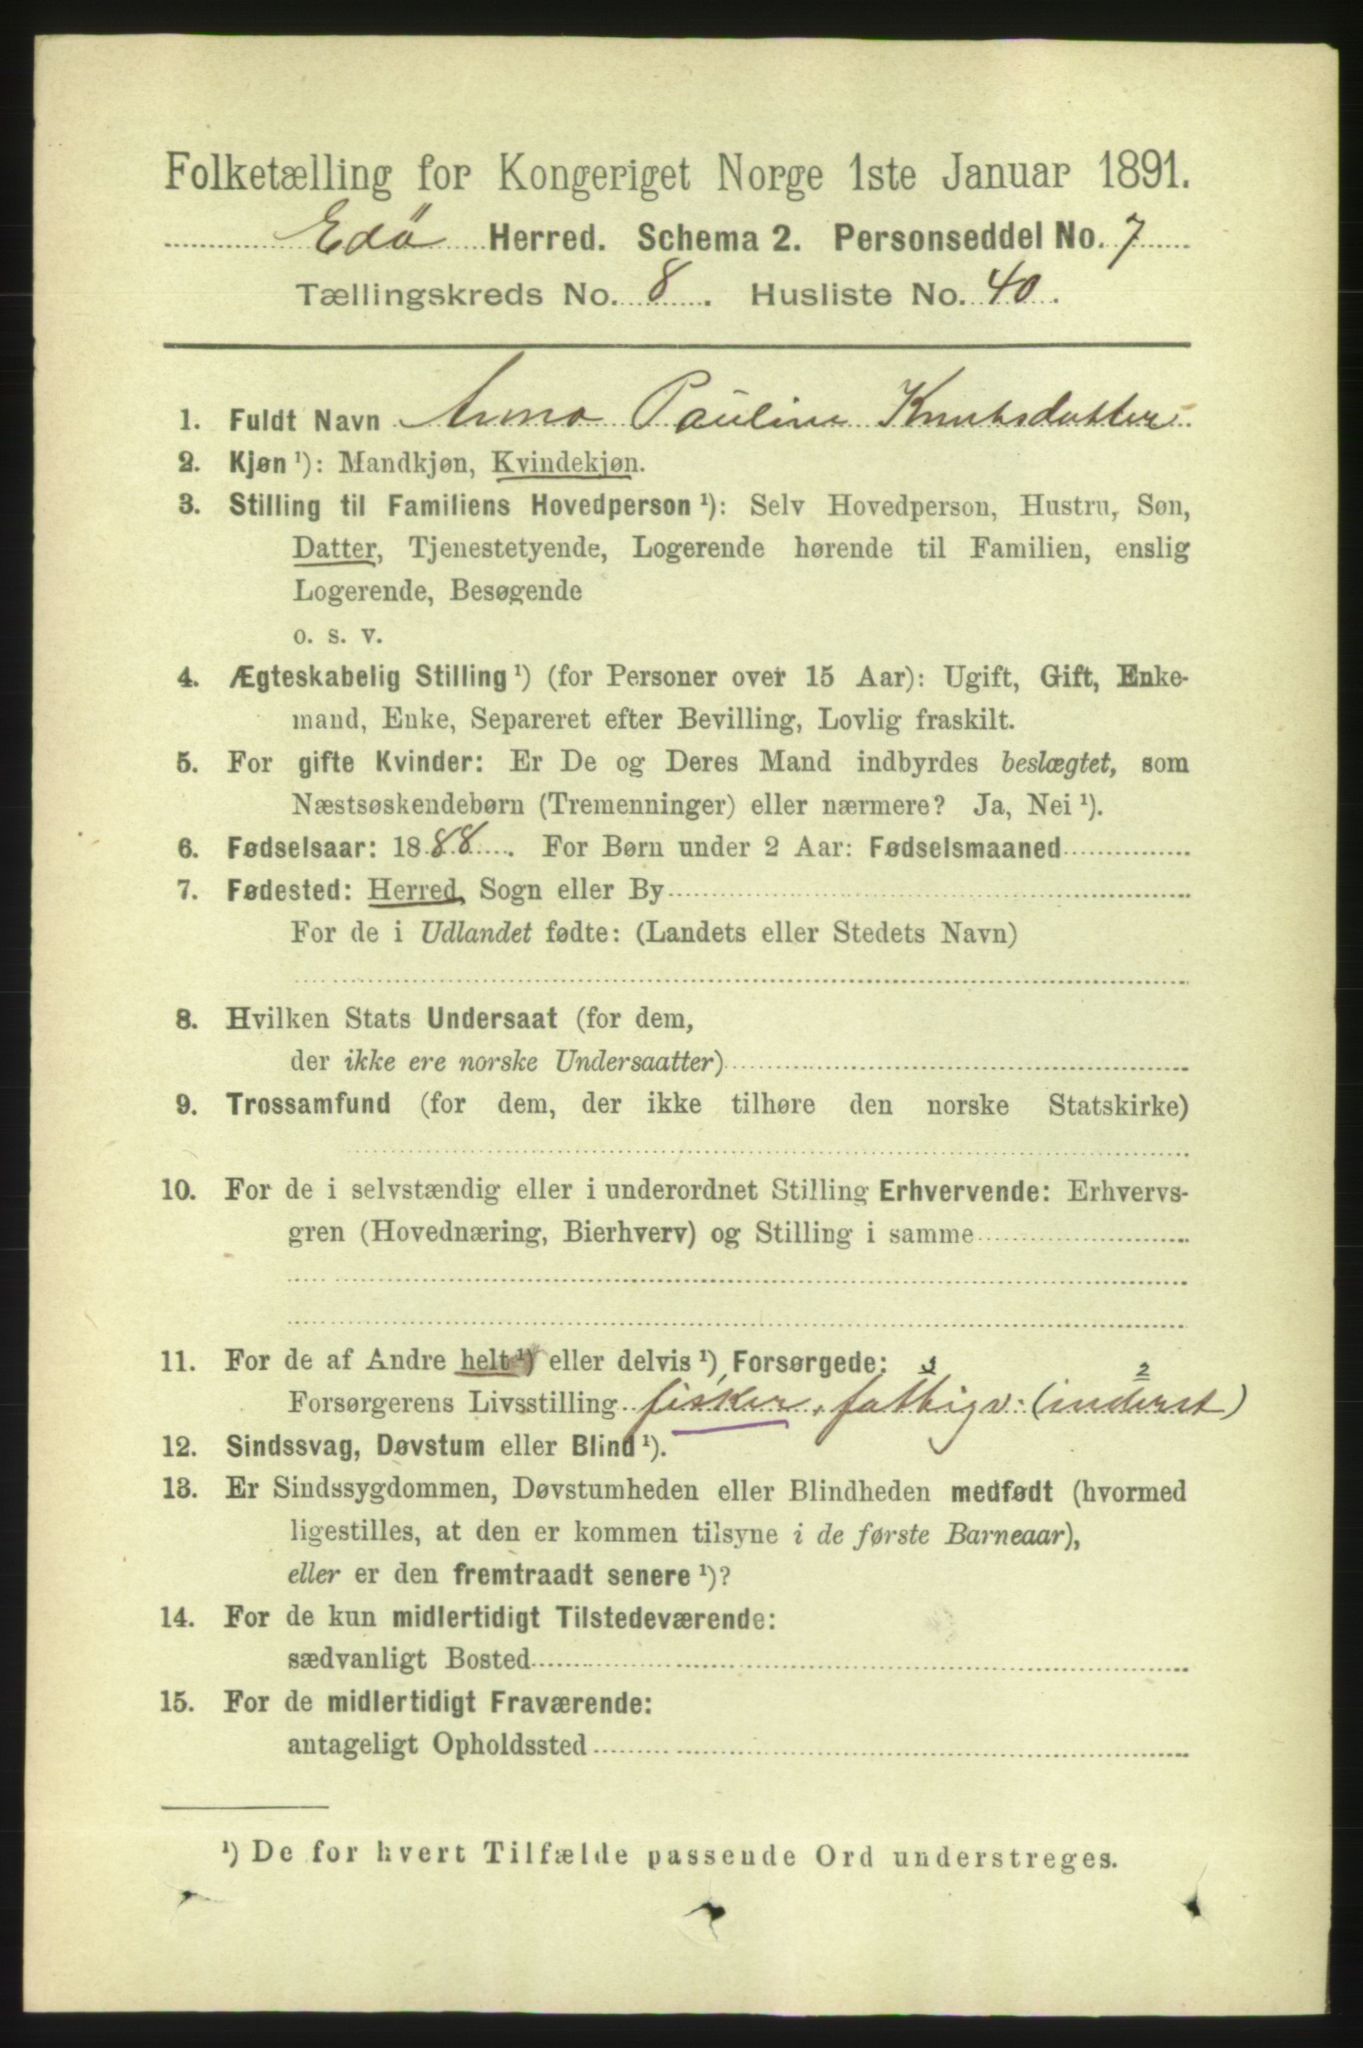 Folketælling for Kongeriget Norge 1ste Januar 1891.
Edö Herred. Schema 2. Personseddel No. 7
Tællingskreds No. 8. Husliste No. 40.
1. Fuldt Navn Anna Pauline Knutsdatter
2. Kjøn ¹): Mandkjøn, Kvindekjøn.
3. Stilling til Familiens Hovedperson ¹): Selv Hovedperson, Hustru, Søn,
Datter, Tjenestetyende, Logerende hørende til Familien, enslig
Logerende, Besøgende
o. s. v.
4. Ægteskabelig Stilling ¹) (for Personer over 15 Aar): Ugift, Gift, Enke-
mand, Enke, Separeret efter Bevilling, Lovlig fraskilt.
5. For gifte Kvinder: Er De og Deres Mand indbyrdes beslægtet, som
Næstsøskendebørn (Tremenninger) eller nærmere? Ja, Nei ¹).
6. Fødselsaar: 1888. For Børn under 2 Aar: Fødselsmaaned
7. Fødested: Herred, Sogn eller By
For de i Udlandet fødte: (Landets eller Stedets Navn)
8. Hvilken Stats Undersaat (for dem,
der ikke ere norske Undersaatter)
9. Trossamfund (for dem, der ikke tilhøre den norske Statskirke)
10. For de i selvstændig eller i underordnet Stilling Erhvervende: Erhvervs-
gren (Hovednæring, Bierhverv) og Stilling i samme
11. For de af Andre helt ¹) eller delvis ¹) Forsørgede: 3 2
Forsørgerens Livsstilling fisker, fattigv. (inderst)
12. Sindssvag, Døvstum eller Blind ¹).
13. Er Sindssygdommen, Døvstumheden eller Blindheden medfødt (hvormed
ligestilles, at den er kommen tilsyne i de første Barneaar),
eller er den fremtraadt senere ¹)?
14. For de kun midlertidigt Tilstedeværende:
sædvanligt Bosted
15. For de midlertidigt Fraværende:
antageligt Opholdssted
¹) De for hvert Tilfælde passende Ord understreges.